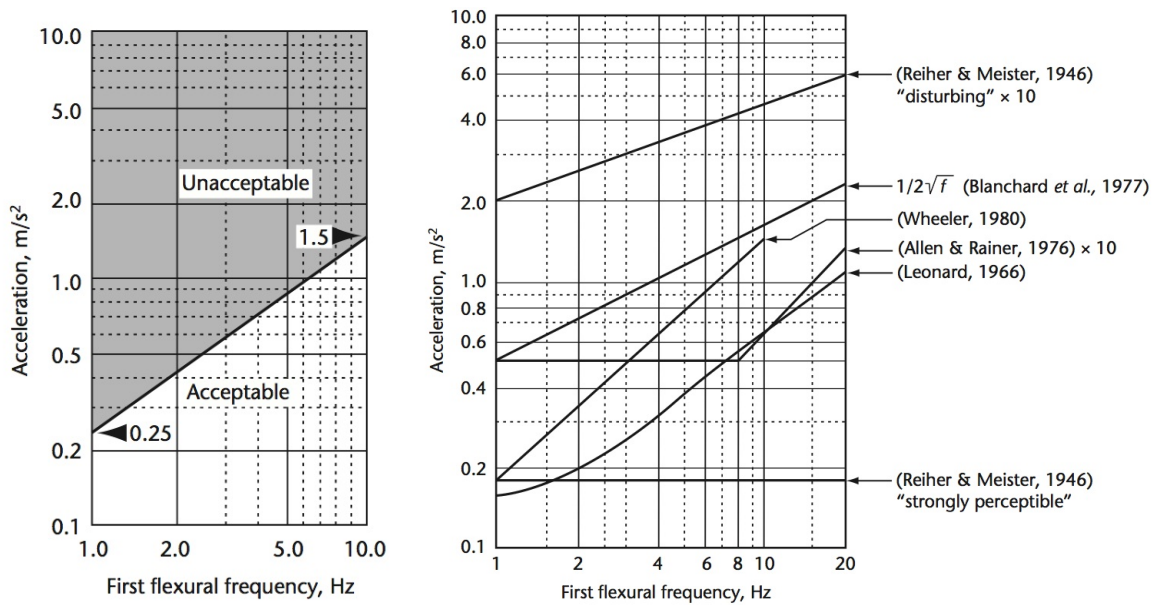 10.0
5.0
2.0
1.0
0.5
0.2
0.1
Acceleration, m/s²
Unacceptable
1.5
Acceptable
0.25
1.0 2.0 5.0 10.0
First flexural frequency, Hz
10.0
8.0
6.0
4.0
2.0
1.0
0.8
0.6
0.4
0.2
0.1
Acceleration, m/s²
(Reiher & Meister, 1946)
“disturbing” × 10
1/2√f (Blanchard et al., 1977)
(Wheeler, 1980)
(Allen & Rainer, 1976) × 10
(Leonard, 1966)
(Reiher & Meister, 1946)
“strongly perceptible”
1 2 4 6 8 10 20
First flexural frequency, Hz